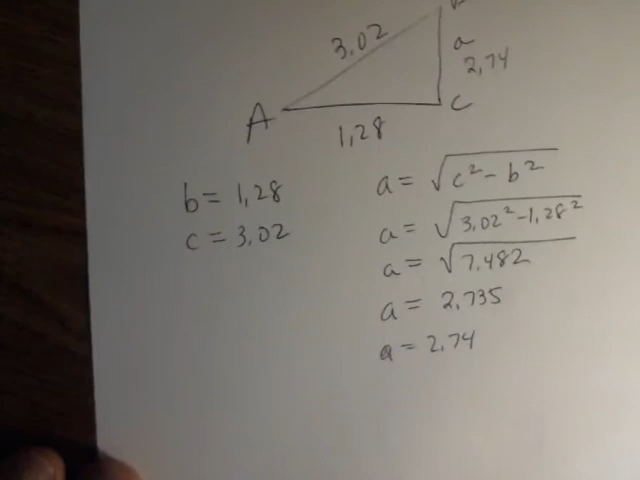 3.02
a
2.74
A
C
1.28
b = 1.28
c = 3.02
a = √c² - b²
a = √3.02² - 1.28²
a = √7.482
a = 2.735
a = 2.74